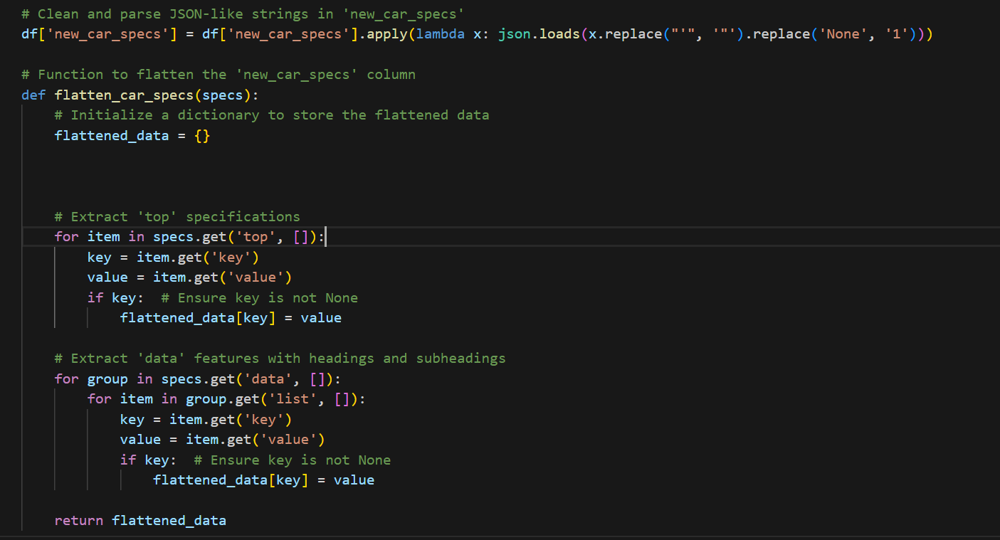 # Clean and parse JSON-like strings in 'new_car_specs'
df['new_car_specs'] = df['new_car_specs'].apply(lambda x: json.loads(x.replace("'", '"').replace('None', '1')))
# Function to flatten the 'new_car_specs' column
def flatten_car_specs(specs):
    # Initialize a dictionary to store the flattened data
    flattened_data = {}
    # Extract 'top' specifications
    for item in specs.get('top', []):
        key = item.get('key')
        value = item.get('value')
        if key:  # Ensure key is not None
            flattened_data[key] = value
    # Extract 'data' features with headings and subheadings
    for group in specs.get('data', []):
        for item in group.get('list', []):
            key = item.get('key')
            value = item.get('value')
            if key:  # Ensure key is not None
                flattened_data[key] = value
    return flattened_data